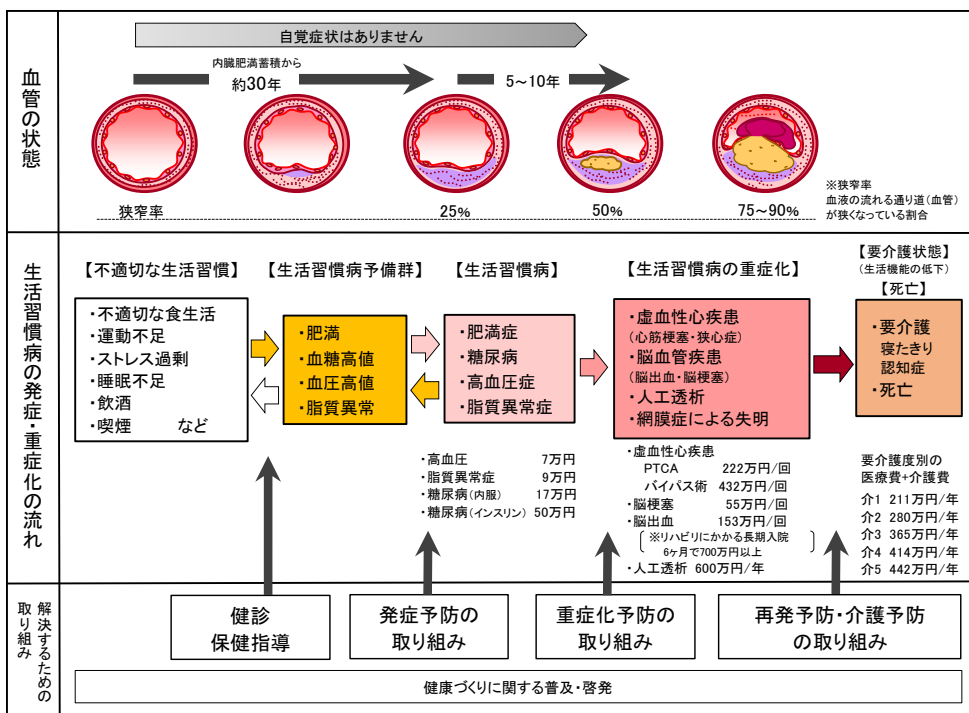 血管の状態
自覚症状はありません
内臓肥満蓄積から
約30年
5～10年
狭窄率
25%
50%
75～90%
※狭窄率
血液の流れる通り道（血管）
が狭くなっている割合
生活習慣病の発症・重症化の流れ
【不適切な生活習慣】
・不適切な食生活
・運動不足
・ストレス過剰
・睡眠不足
・飲酒
・喫煙　　など
【生活習慣病予備群】
・肥満
・血糖高値
・血圧高値
・脂質異常
【生活習慣病】
・肥満症
・糖尿病
・高血圧症
・脂質異常症
・高血圧　7万円
・脂質異常症　9万円
・糖尿病（内服）　17万円
・糖尿病（インスリン）　50万円
【生活習慣病の重症化】
・虚血性心疾患
（心筋梗塞・狭心症）
・脳血管疾患
（脳出血・脳梗塞）
・人工透析
・網膜症による失明
・虚血性心疾患
PTCA　222万円/回
バイパス術　432万円/回
・脳梗塞　55万円/回
・脳出血　153万円/回
※リハビリにかかる長期入院
6ヶ月で700万円以上
・人工透析 600万円/年
【要介護状態】
（生活機能の低下）
【死亡】
・要介護
寝たきり
認知症
・死亡
要介護度別の
医療費+介護費
介1 211万円/年
介2 280万円/年
介3 365万円/年
介4 414万円/年
介5 442万円/年
解決するための
取り組み
健診
保健指導
発症予防の
取り組み
重症化予防の
取り組み
再発予防・介護予防
の取り組み
健康づくりに関する普及・啓発